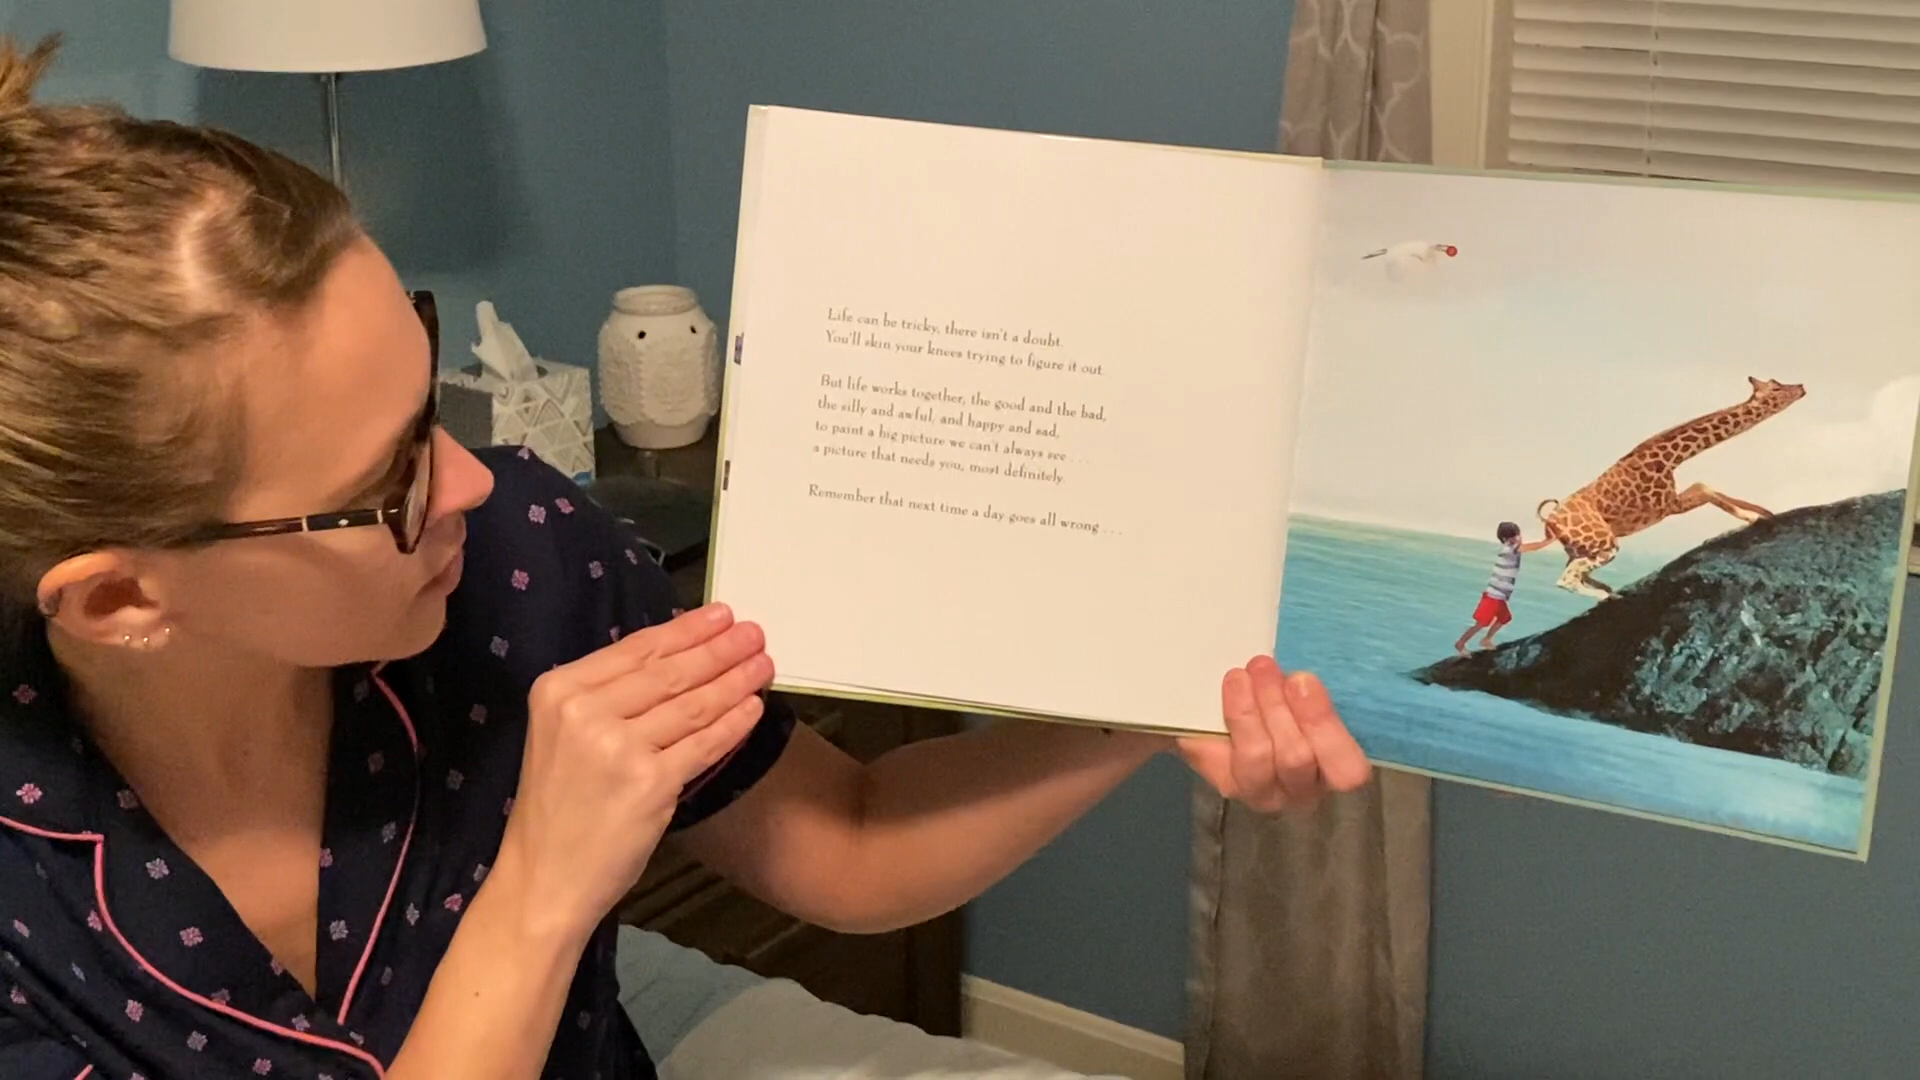 Life can be tricky, there isn't a doubt.
You'll skin your knees trying to figure it out.
But life works together, the good and the bad,
the silly and awful, and happy and sad,
to paint a big picture we can't always see . . .
a picture that needs you, most definitely.
Remember that next time a day goes all wrong . . .